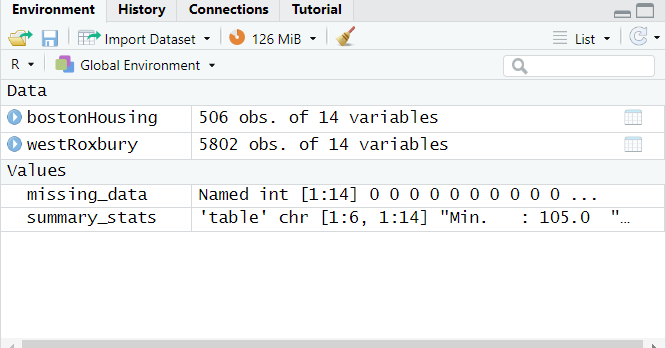 Environment History Connections Tutorial
Import Dataset 126 MiB List
R Global Environment
Data
bostonHousing 506 obs. of 14 variables
westRoxbury 5802 obs. of 14 variables
Values
missing_data Named int [1:14] 0 0 0 0 0 0 0 0 0 0 ...
summary_stats 'table' chr [1:6, 1:14] "Min.   : 105.0  "…